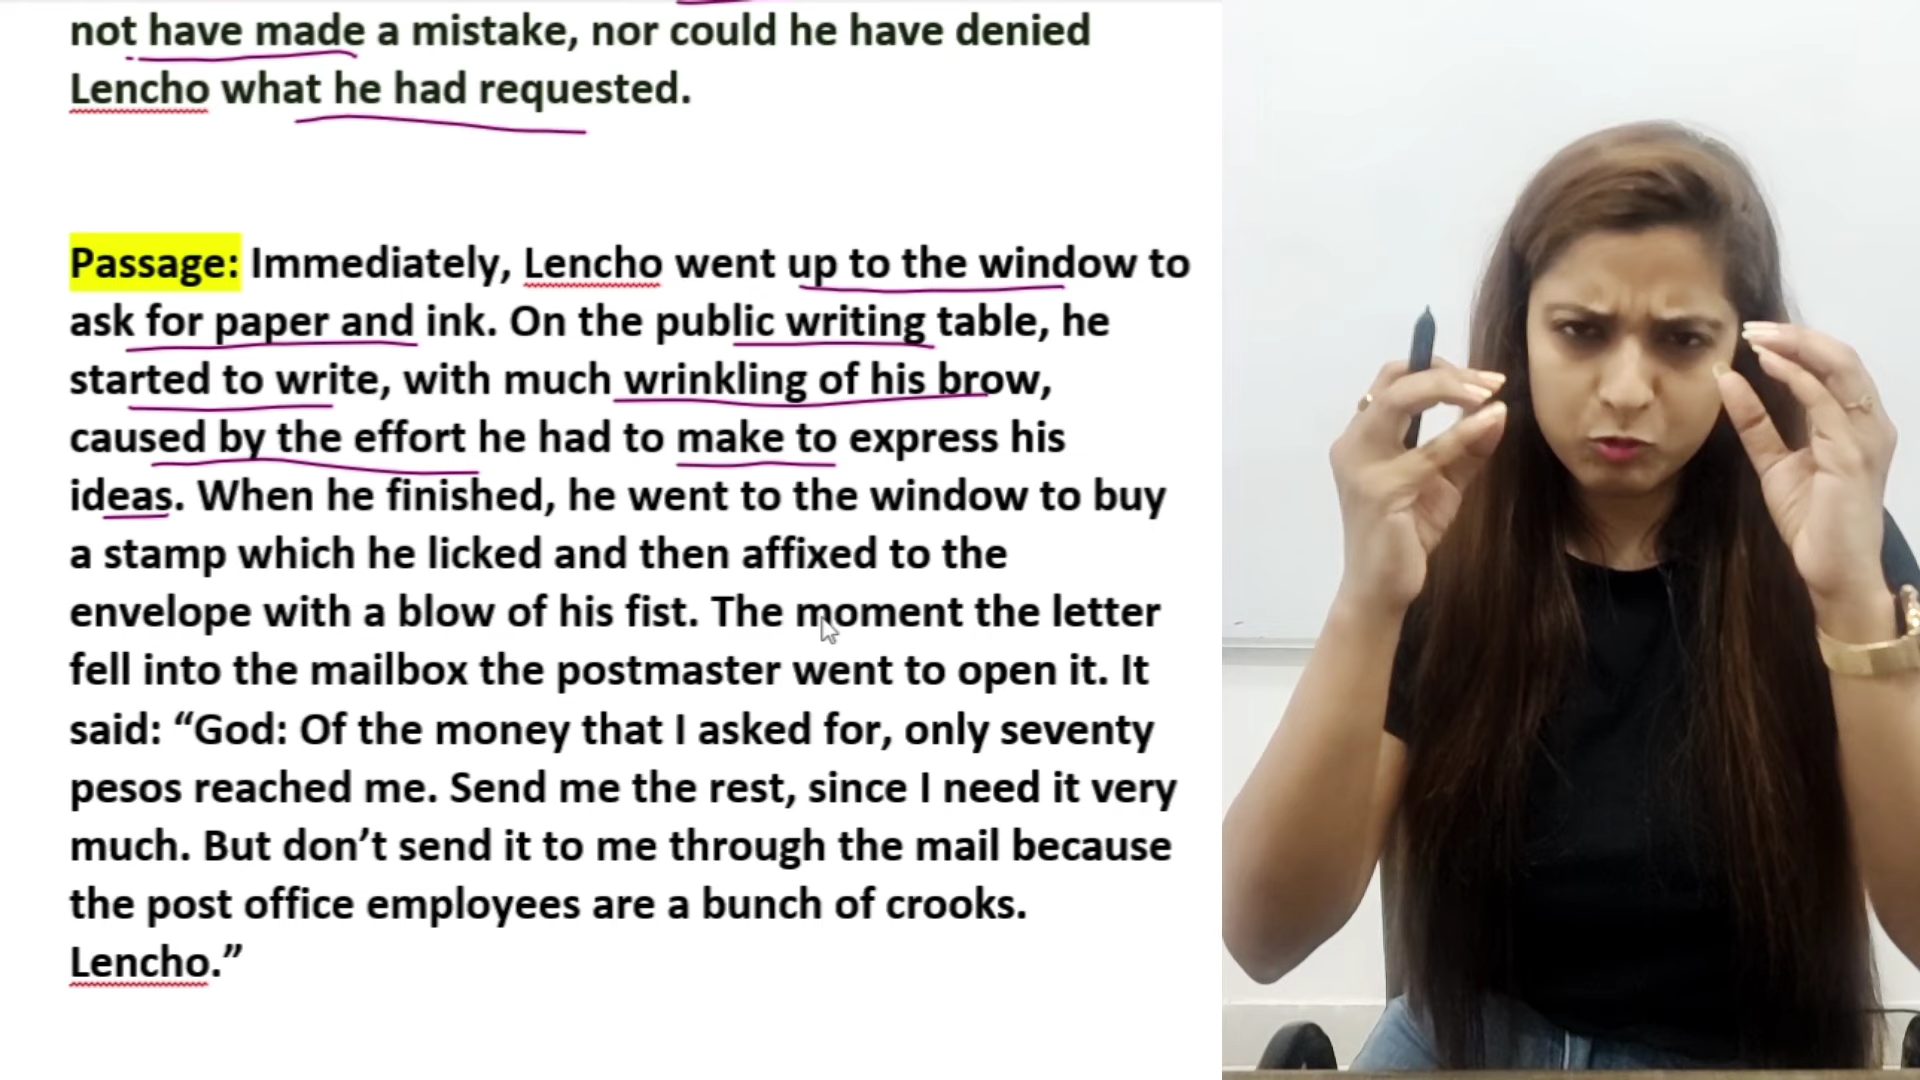 not have made a mistake, nor could he have denied
Lencho what he had requested.
Passage: Immediately, Lencho went up to the window to
ask for paper and ink. On the public writing table, he
started to write, with much wrinkling of his brow,
caused by the effort he had to make to express his
ideas. When he finished, he went to the window to buy
a stamp which he licked and then affixed to the
envelope with a blow of his fist. The moment the letter
fell into the mailbox the postmaster went to open it. It
said: “God: Of the money that I asked for, only seventy
pesos reached me. Send me the rest, since I need it very
much. But don’t send it to me through the mail because
the post office employees are a bunch of crooks.
Lencho.”